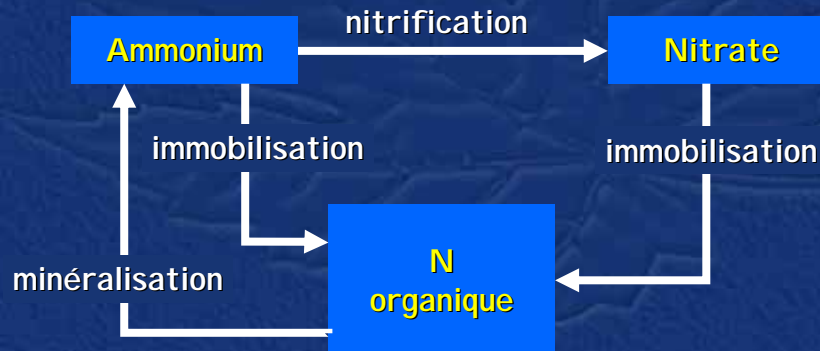 nitrification
Ammonium
Nitrate
immobilisation
immobilisation
N
organique
minéralisation